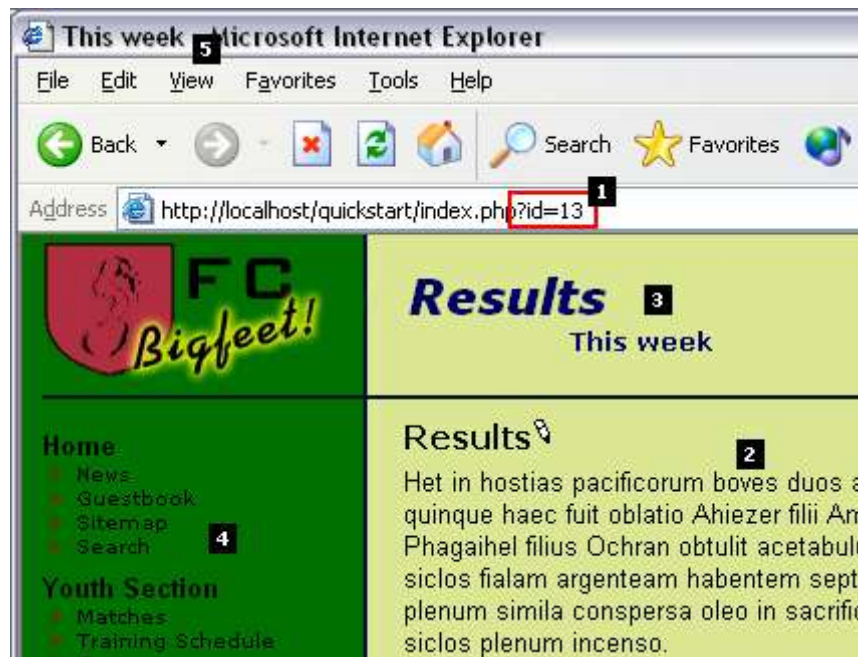 This week - Microsoft Internet Explorer
5
File Edit View Favorites Tools Help
Back Search Favorites
1
Address http://localhost/quickstart/index.php?id=13
FC
Bigfeet!
Results 3
This week
Home
News
Guestbook
Sitemap
Search 4
Youth Section
Matches
Training Schedule
Results
2
Het in hostias pacificorum boves duos a
quinque haec fuit oblatio Ahiezer filii Am
Phagaihel filius Ochran obtulit acetabulu
siclos fialam argenteam habentem sept
plenum simila conspersa oleo in sacrific
siclos plenum incenso.